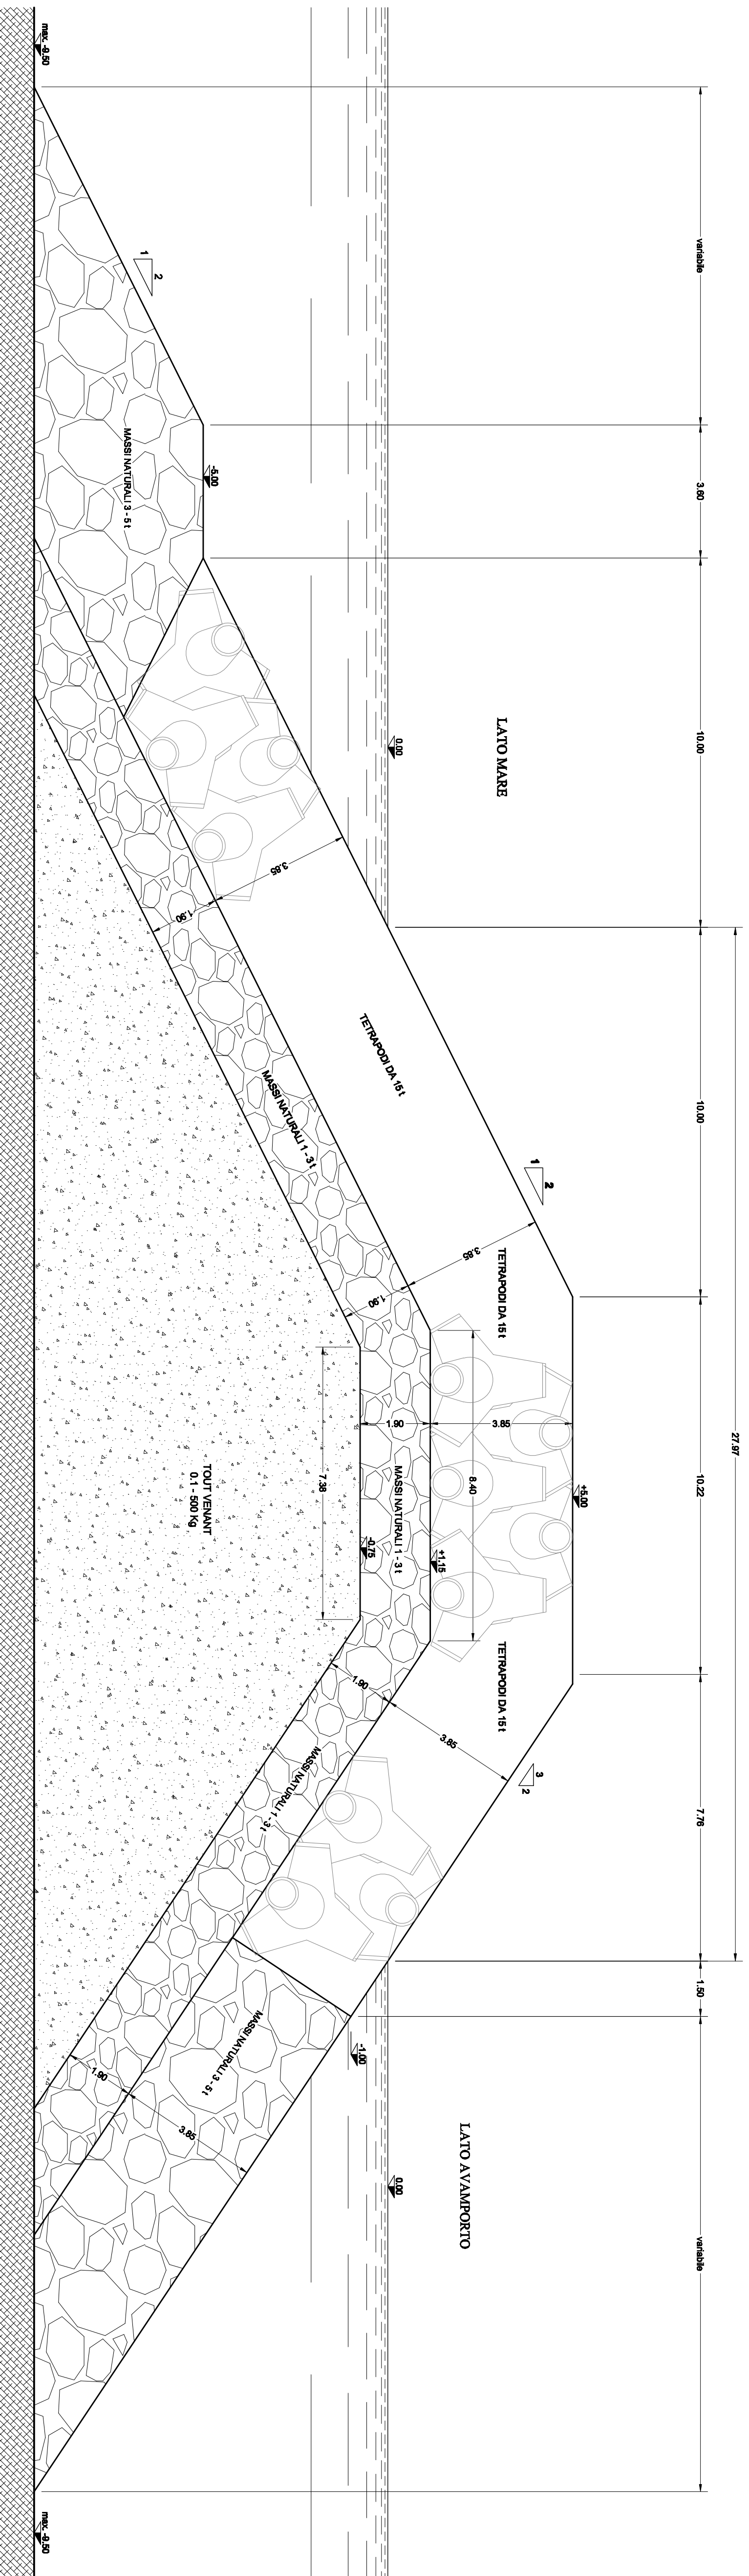 27.97
variabile
3.60
10.00
10.00
10.22
7.76
1.50
variabile
LATO MARE
LATO AVAMPORTO
max. -9.50
1
2
-5.00
MASSI NATURALI 3 - 5 t
0.00
3.85
1.90
TETRAPODI DA 15 t
MASSI NATURALI 1 - 3 t
1
2
3.85
1.90
TETRAPODI DA 15 t
+5.00
3.85
1.90
8.40
+1.15
MASSI NATURALI 1 - 3 t
-0.75
7.38
TOUT VENANT
0.1 - 500 Kg
TETRAPODI DA 15 t
3
2
3.85
1.90
MASSI NATURALI 1 - 3 t
-1.00
MASSI NATURALI 3 - 5 t
0.00
3.85
1.90
max. -9.50